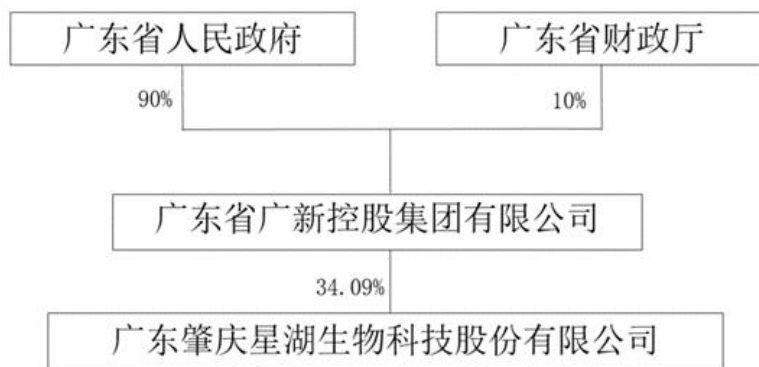 广东省人民政府
广东省财政厅
90%
10%
广东省广新控股集团有限公司
34.09%
广东肇庆星湖生物科技股份有限公司